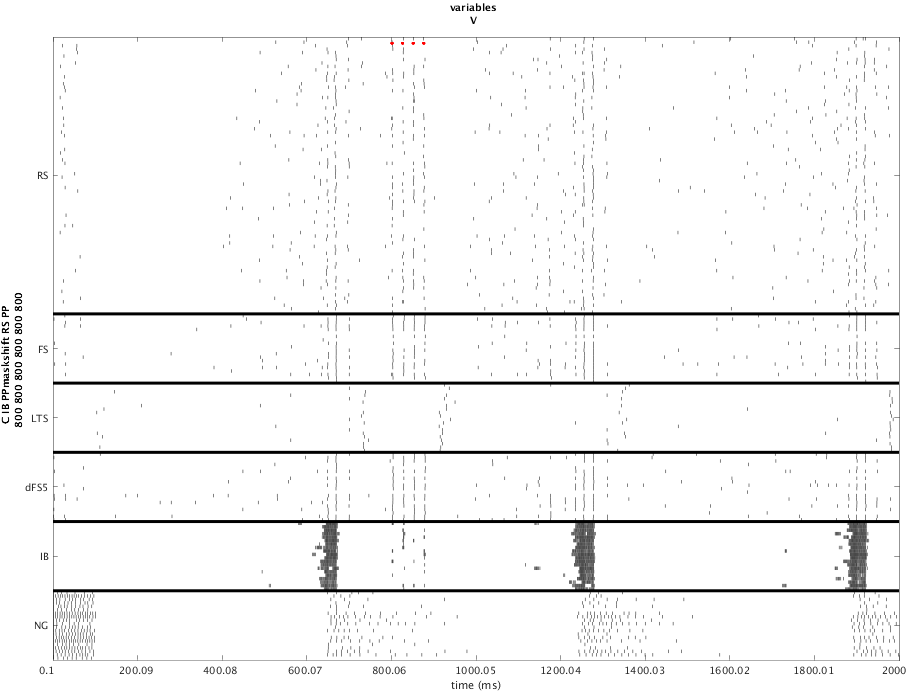 variables
V
RS
FS
LTS
dFS5
IB
NG
C IB PPmaskshift RS PP
800 800 800 800 800 800
0.1
200.09
400.08
600.07
800.06
1000.05
1200.04
1400.03
1600.02
1800.01
2000
time (ms)